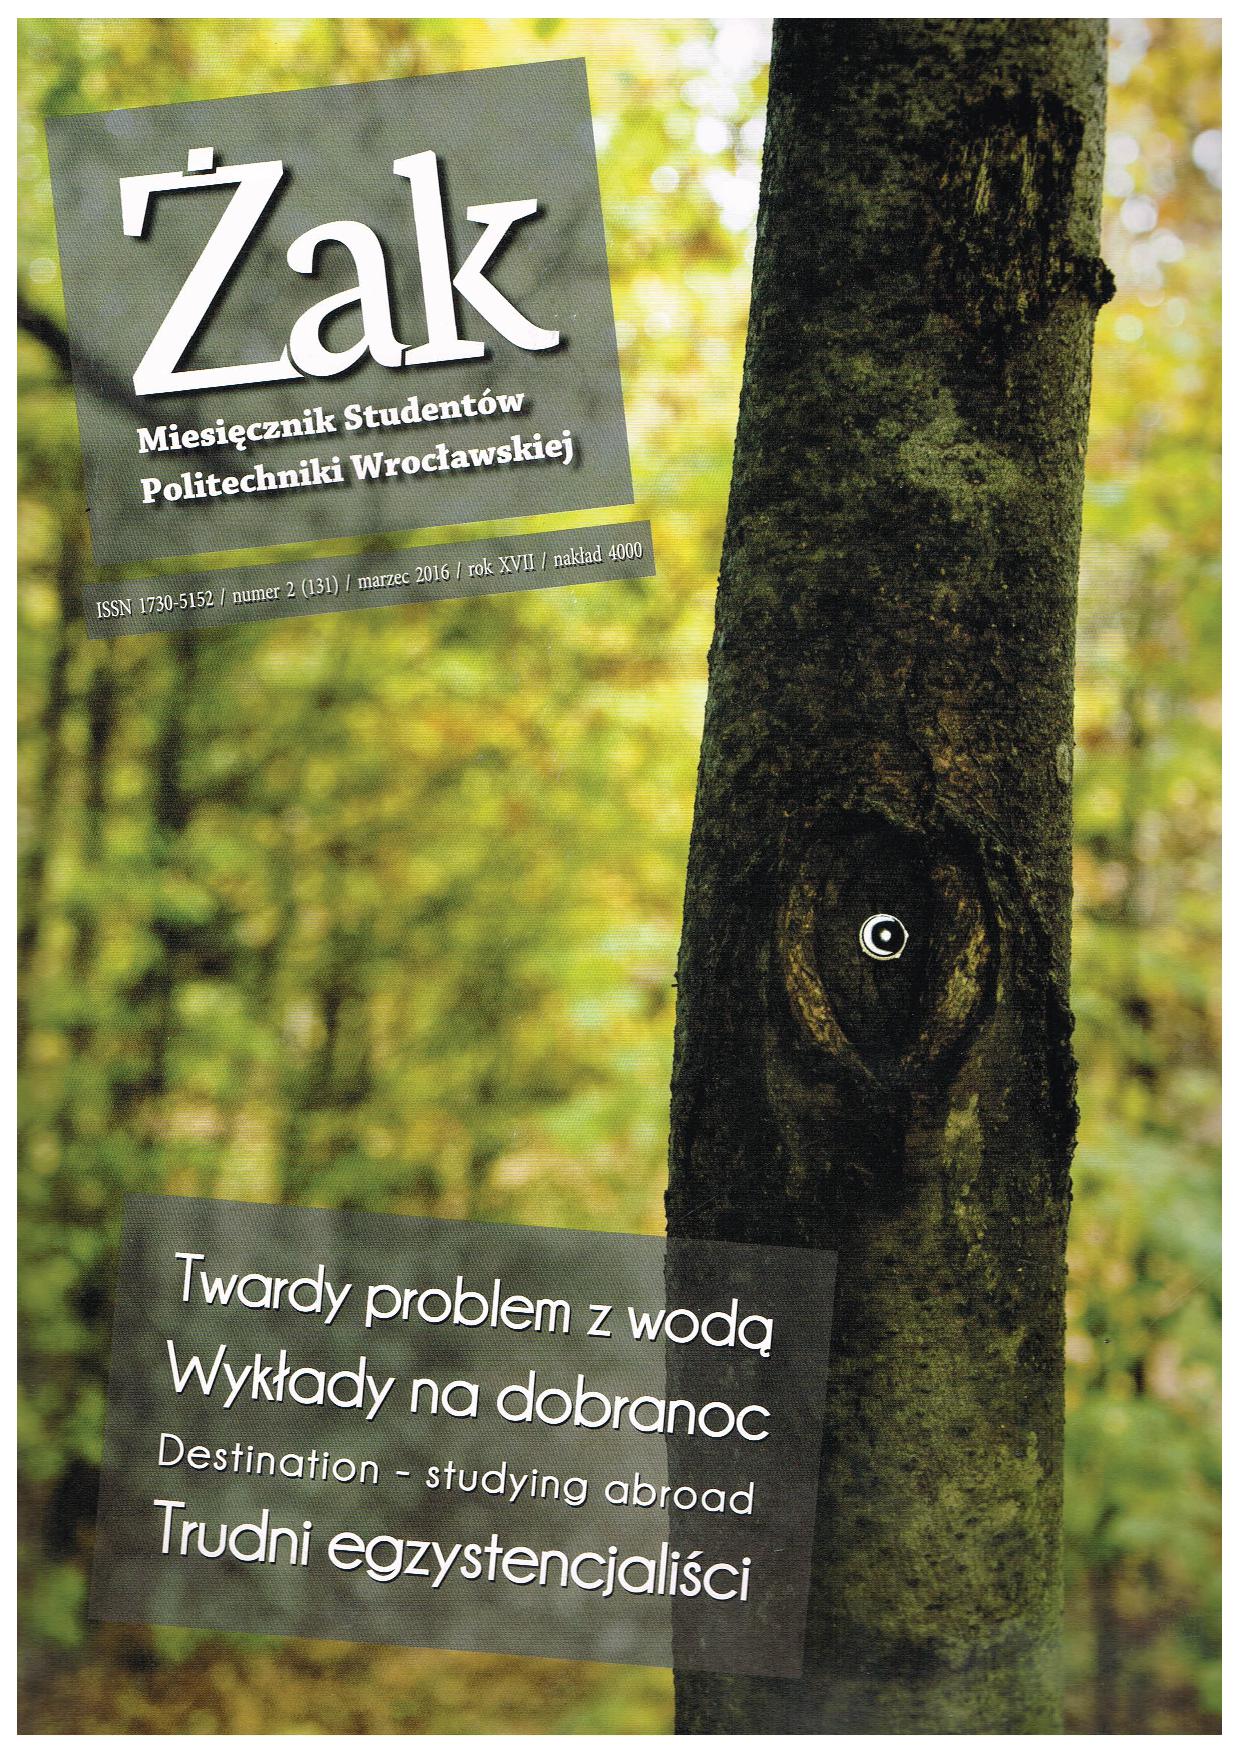 Żak
Miesięcznik Studentów
Politechniki Wrocławskiej
ISSN 1730-5152 / numer 2 (131) / marzec 2016 / rok XVII / nakład 4000
Twardy problem z wodą
Wykłady na dobranoc
Destination - studying abroad
Trudni egzystencjaliści